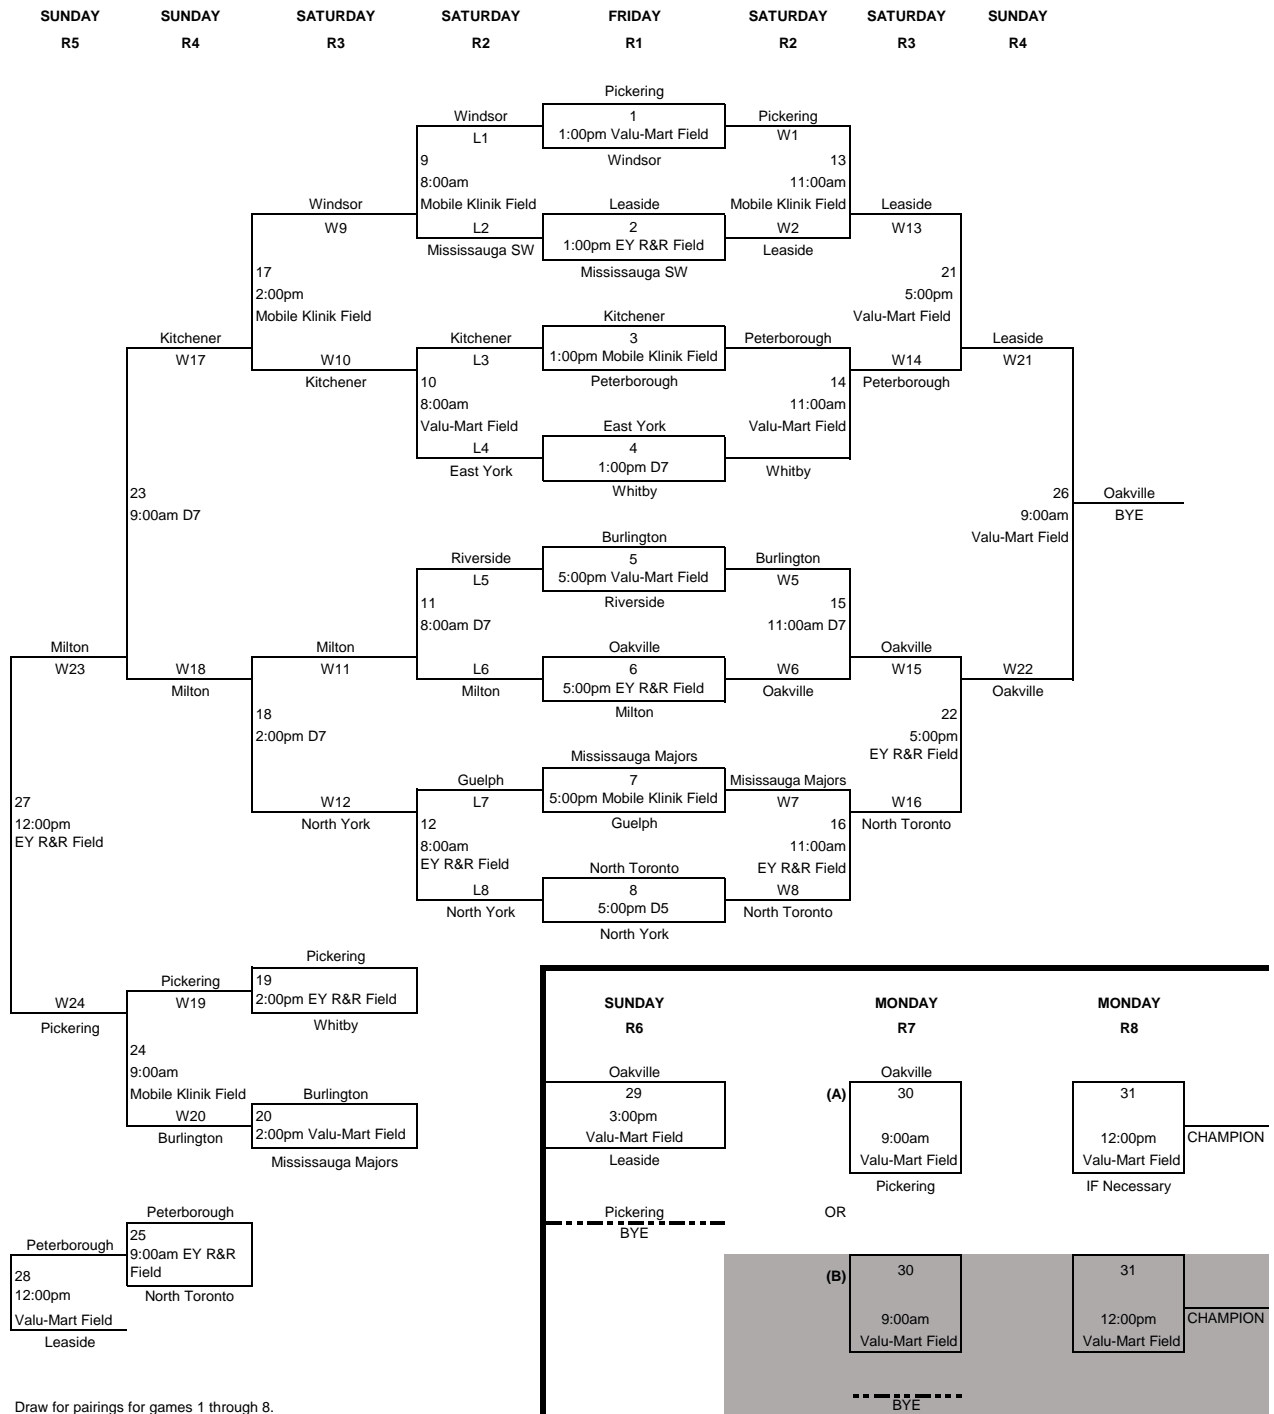 SUNDAY SUNDAY SATURDAY SATURDAY FRIDAY SATURDAY SATURDAY SUNDAY
R5 R4 R3 R2 R1 R2 R3 R4
Pickering
Windsor 1 Pickering
L1 1:00pm Valu-Mart Field W1
9 Windsor 13
8:00am 11:00am
Windsor Mobile Klinik Field Leaside Mobile Klinik Field Leaside
W9 L2 2 W2 W13
Mississauga SW 1:00pm EY R&R Field Leaside
17 Mississauga SW 21
2:00pm 5:00pm
Mobile Klinik Field Kitchener Valu-Mart Field
Kitchener Kitchener 3 Peterborough Leaside
W17 W10 L3 1:00pm Mobile Klinik Field W14 W21
Kitchener 10 Peterborough 14 Peterborough
8:00am 11:00am
Valu-Mart Field East York Valu-Mart Field
L4 4
East York 1:00pm D7 Whitby
23 Whitby 26 Oakville
9:00am D7 9:00am BYE
Burlington Valu-Mart Field
Riverside 5 Burlington
L5 5:00pm Valu-Mart Field W5
11 Riverside 15
8:00am D7 11:00am D7
Milton Milton Oakville Oakville
W23 W18 W11 L6 6 W6 W15 W22
Milton Milton 5:00pm EY R&R Field Oakville Oakville
18 Milton 22
2:00pm D7 5:00pm
Mississauga Majors EY R&R Field
Guelph 7 Misissauga Majors
27 W12 L7 5:00pm Mobile Klinik Field W7 W16
12:00pm North York 12 Guelph 16 North Toronto
EY R&R Field 8:00am 11:00am
EY R&R Field North Toronto EY R&R Field
L8 8 W8
North York 5:00pm D5 North Toronto
North York
Pickering
Pickering 19
W24 W19 2:00pm EY R&R Field
Pickering Whitby
24
9:00am
Mobile Klinik Field Burlington
W20 20
Burlington 2:00pm Valu-Mart Field
Mississauga Majors
Peterborough
Peterborough 25
9:00am EY R&R
28 Field
12:00pm North Toronto
Valu-Mart Field
Leaside
SUNDAY MONDAY MONDAY
R6 R7 R8
Oakville Oakville
29 (A) 30 31
3:00pm
Valu-Mart Field 9:00am 12:00pm CHAMPION
Leaside Valu-Mart Field Valu-Mart Field
Pickering IF Necessary
Pickering OR
BYE
(B) 30 31
9:00am 12:00pm CHAMPION
Valu-Mart Field Valu-Mart Field
BYE
Draw for pairings for games 1 through 8.